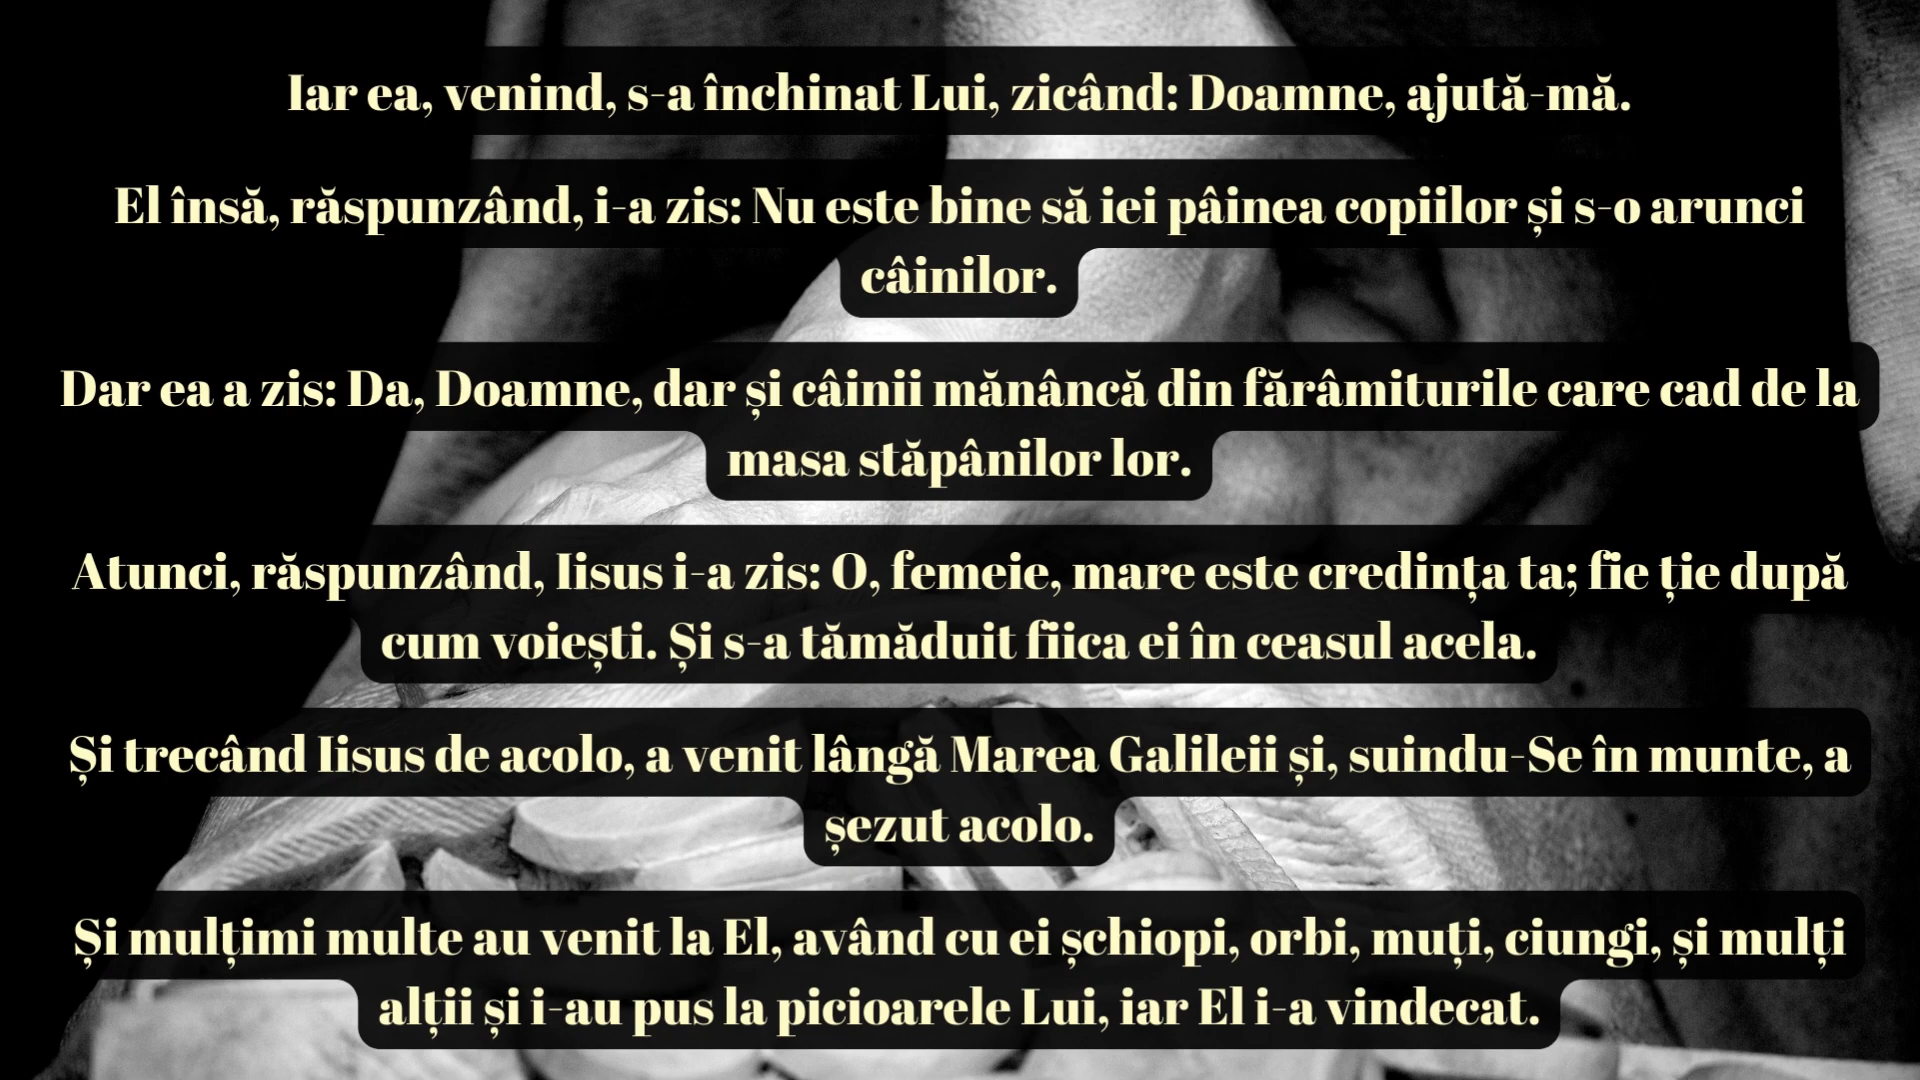 Iar ea, venind, s-a închinat Lui, zicând: Doamne, ajută-mă.
El însă, răspunzând, i-a zis: Nu este bine să iei pâinea copiilor și s-o arunci
câinilor.
Dar ea a zis: Da, Doamne, dar și câinii mănâncă din fărâmiturile care cad de la
masa stăpânilor lor.
Atunci, răspunzând, Iisus i-a zis: O, femeie, mare este credința ta; fie ție după
cum voiești. Și s-a tămăduit fiica ei în ceasul acela.
Și trecând Iisus de acolo, a venit lângă Marea Galileii și, suindu-Se în munte, a
șezut acolo.
Și mulțimi multe au venit la El, având cu ei șchiopi, orbi, muți, ciungi, și mulți
alții și i-au pus la picioarele Lui, iar El i-a vindecat.